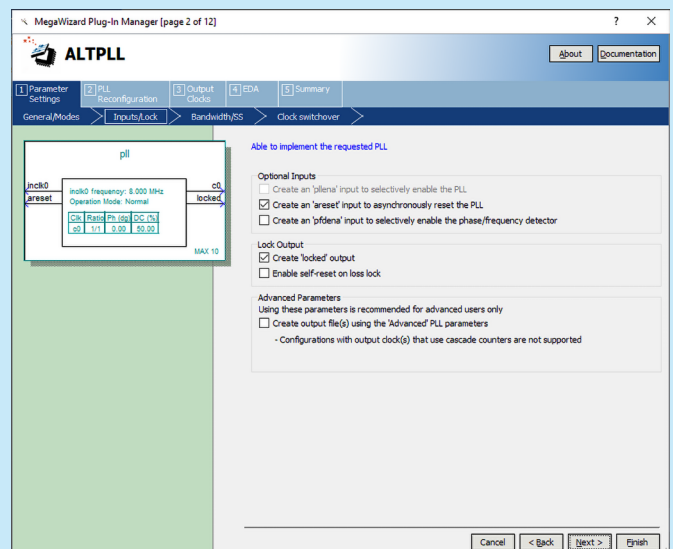 MegaWizard Plug-In Manager [page 2 of 12]
? X
ALTPLL
About Documentation
1 Parameter Settings
2 PLL Reconfiguration
3 Output Clocks
4 EDA
5 Summary
General/Modes Inputs/Lock Bandwidth/SS Clock switchover
pll
inclk0 c0
areset locked
inclk0 frequency: 8.000 MHz
Operation Mode: Normal
Clk Ratio Ph (dg) DC (%)
c0 1/1 0.00 50.00
MAX 10
Able to implement the requested PLL
Optional Inputs
Create an 'pllena' input to selectively enable the PLL
Create an 'areset' input to asynchronously reset the PLL
Create an 'pfdena' input to selectively enable the phase/frequency detector
Lock Output
Create 'locked' output
Enable self-reset on loss lock
Advanced Parameters
Using these parameters is recommended for advanced users only
Create output file(s) using the 'Advanced' PLL parameters
- Configurations with output clock(s) that use cascade counters are not supported
Cancel < Back Next > Finish